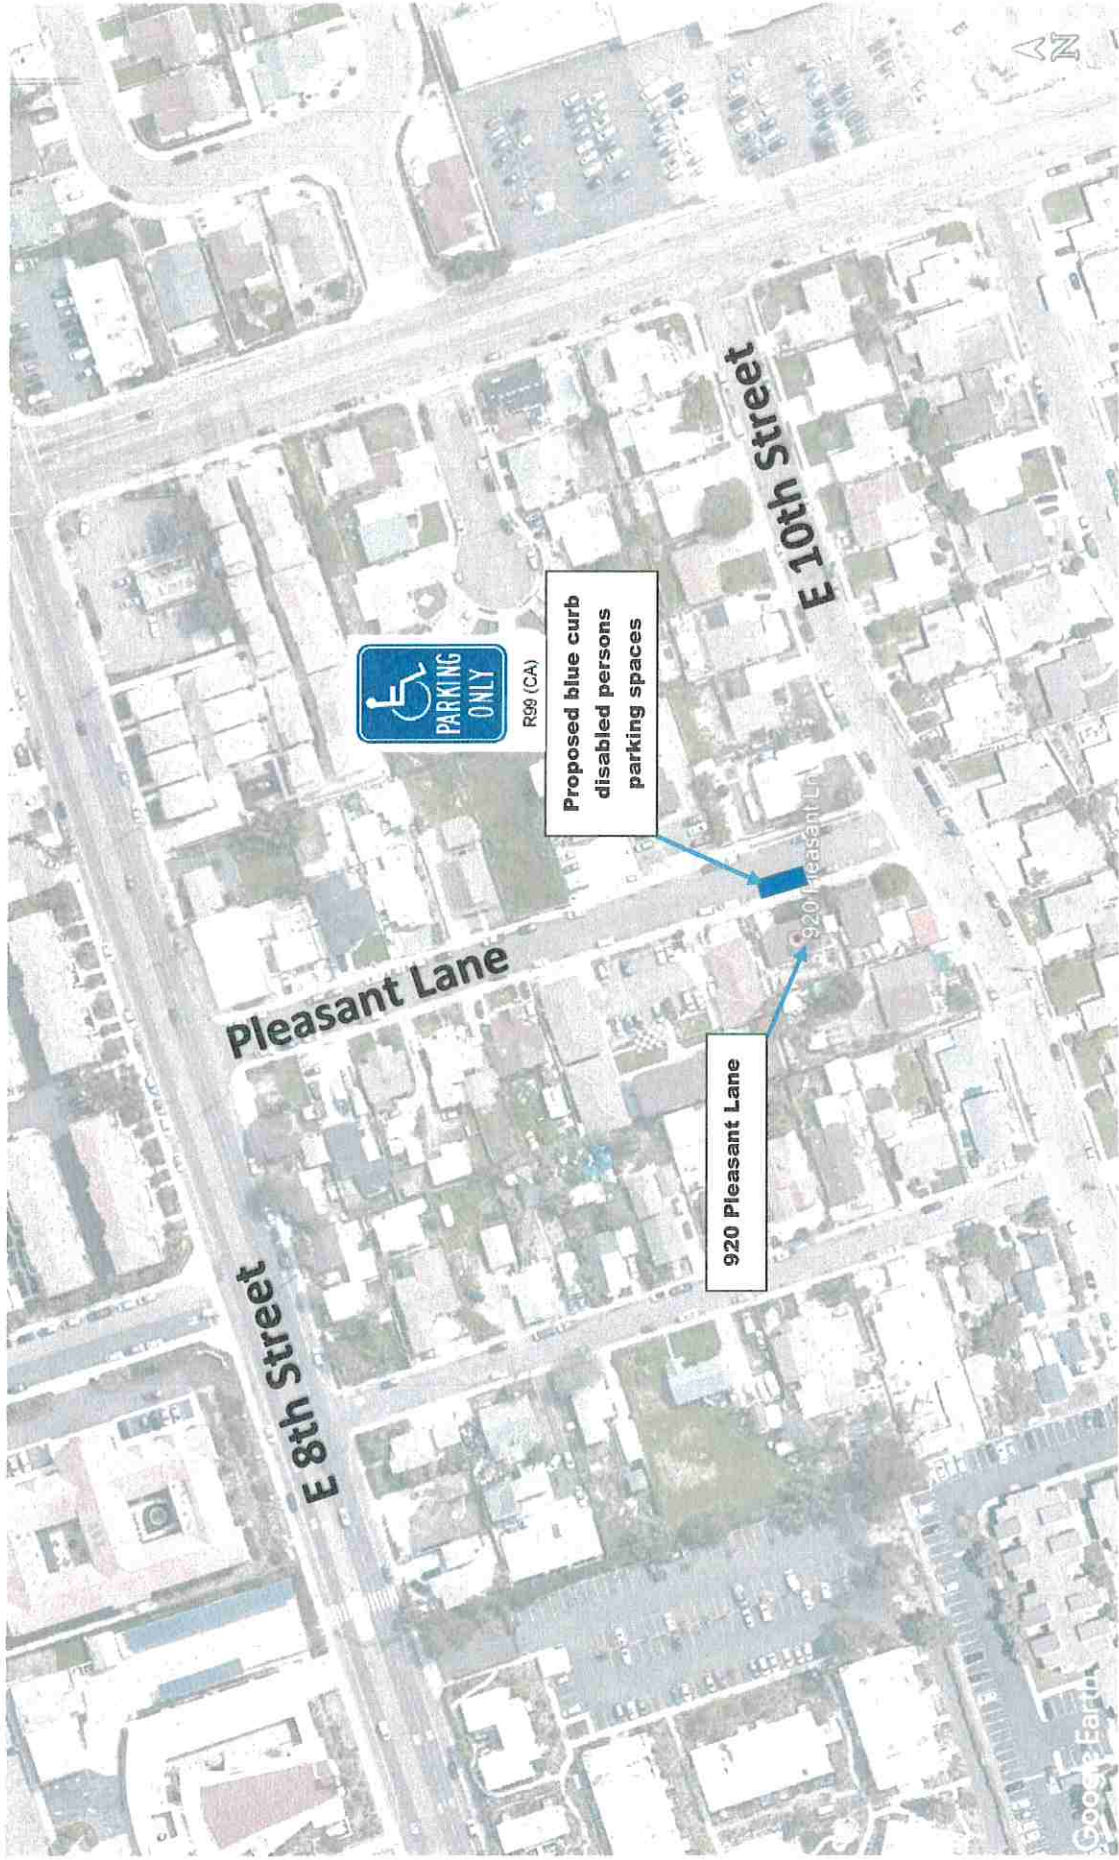 E 8th Street
Pleasant Lane
PARKING
ONLY
R99 (CA)
Proposed blue curb
disabled persons
parking spaces
E 10th Street
920 Pleasant Ln
920 Pleasant Lane
N
Google Earth